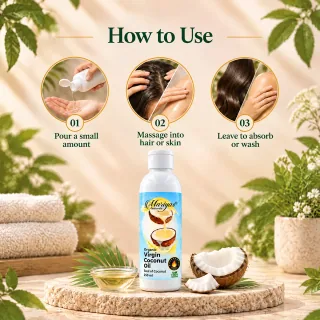 How to Use
01
Pour a small
amount
02
Massage into
hair or skin
03
Leave to absorb
or wash
Organic
Virgin
Coconut
Oil